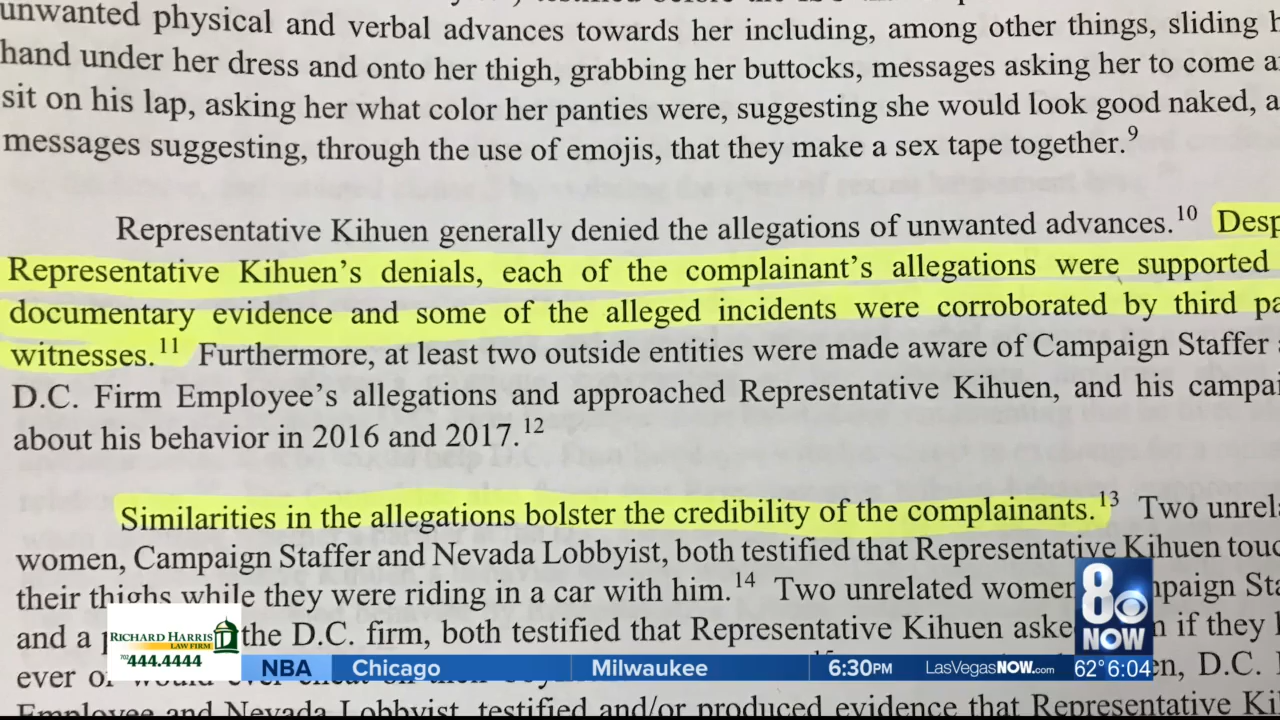 unwanted physical and verbal advances towards her including, among other things, sliding
hand under her dress and onto her thigh, grabbing her buttocks, messages asking her to come
sit on his lap, asking her what color her panties were, suggesting she would look good naked,
messages suggesting, through the use of emojis, that they make a sex tape together.9
Representative Kihuen generally denied the allegations of unwanted advances.10 Desp
Representative Kihuen's denials, each of the complainant's allegations were supported
documentary evidence and some of the alleged incidents were corroborated by third pa
witnesses.11 Furthermore, at least two outside entities were made aware of Campaign Staffer
D.C. Firm Employee's allegations and approached Representative Kihuen, and his campai
about his behavior in 2016 and 2017.12
Similarities in the allegations bolster the credibility of the complainants.13 Two unrel
women, Campaign Staffer and Nevada Lobbyist, both testified that Representative Kihuen touc
their thighs while they were riding in a car with him.14 Two unrelated women mpaign Sta
and a the D.C. firm, both testified that Representative Kihuen aske if they
ever en, D.C.
Employee and Nevada Lobbyist, testified and/or produced evidence that Representative Ki
RICHARD HARRIS
LAW FIRM
702 444.4444
8 NOW
NBA Chicago Milwaukee 6:30PM LasVegasNOW.com 62° 6:04